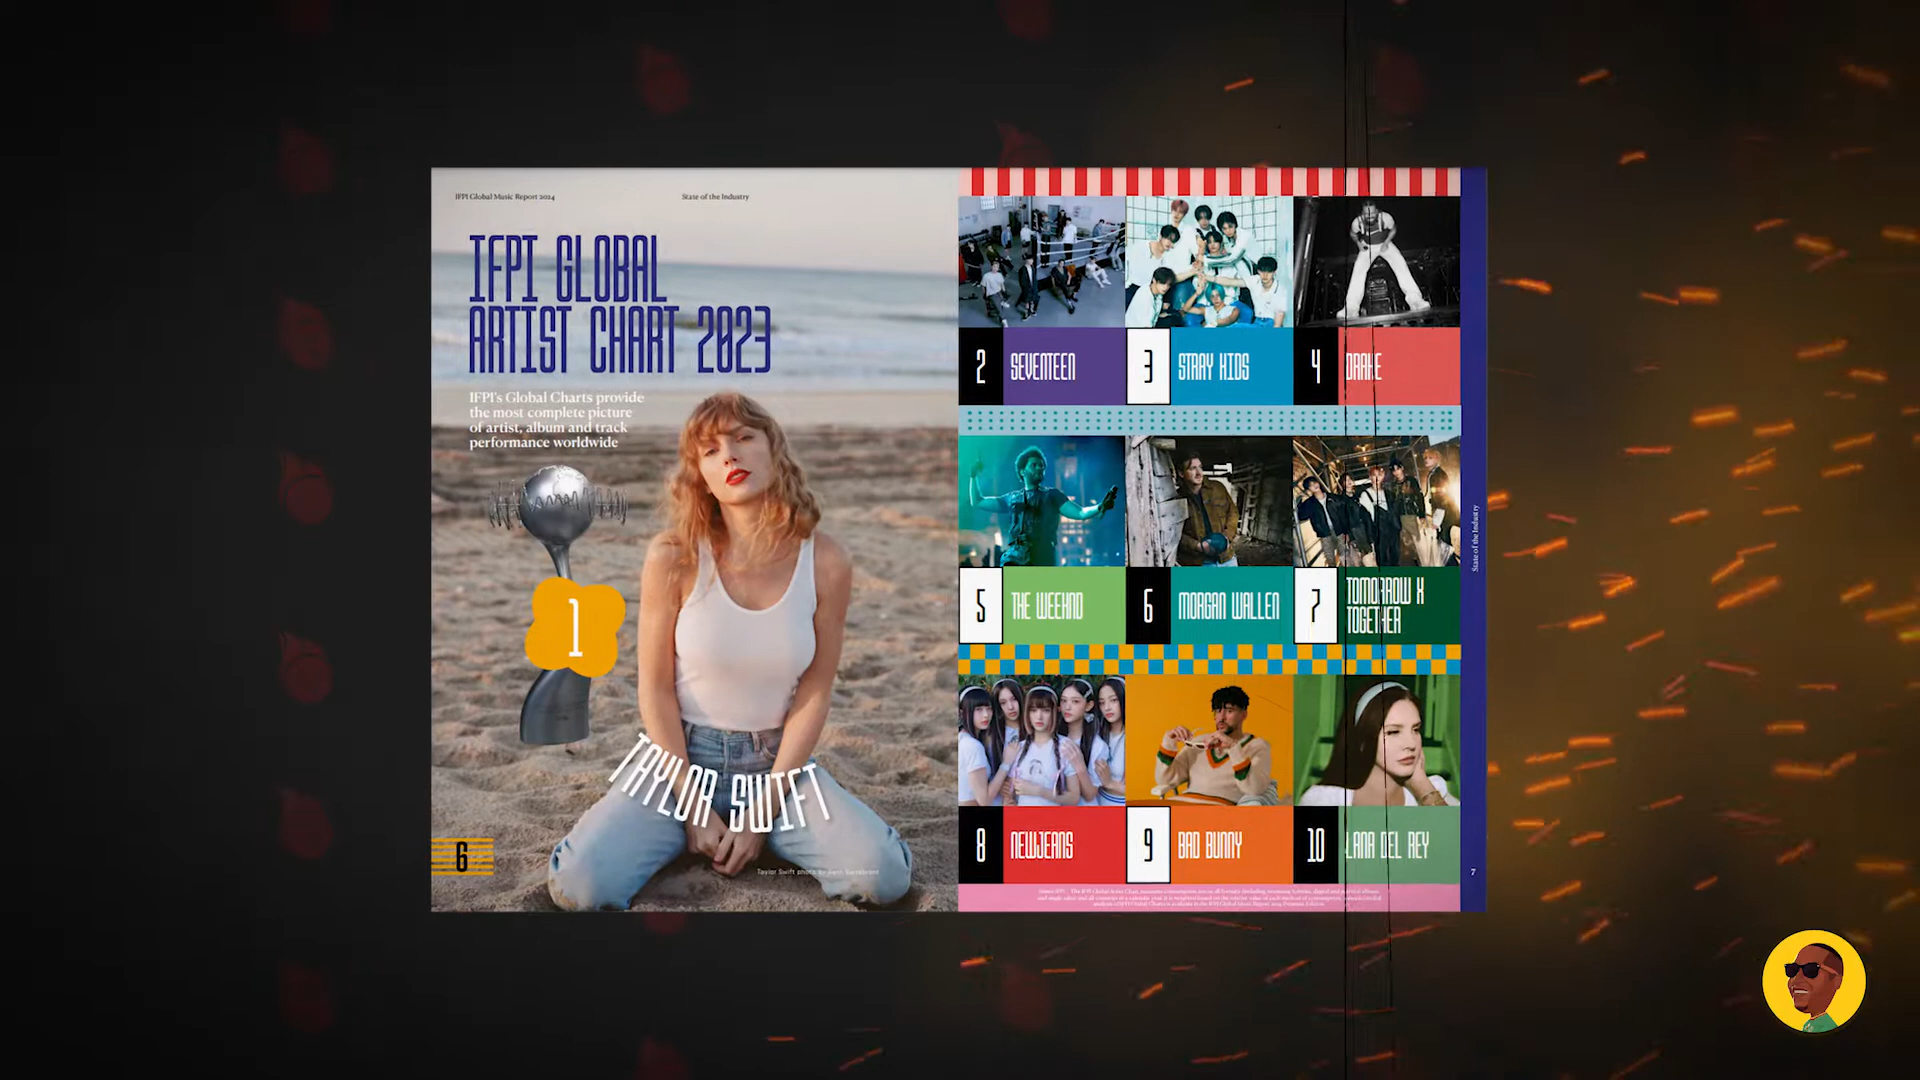 IFPI Global Music Report 2024
State of the Industry
IFPI GLOBAL
ARTIST CHART 2023
IFPI's Global Charts provide
the most complete picture
of artist, album and track
performance worldwide
1
TAYLOR SWIFT
6
2 SEVENTEEN
3 STRAY KIDS
4 DRAKE
5 THE WEEKND
6 MORGAN WALLEN
7 TOMORROW X
TOGETHER
8 NEWJEANS
9 BAD BUNNY
10 LANA DEL REY
State of the Industry
7